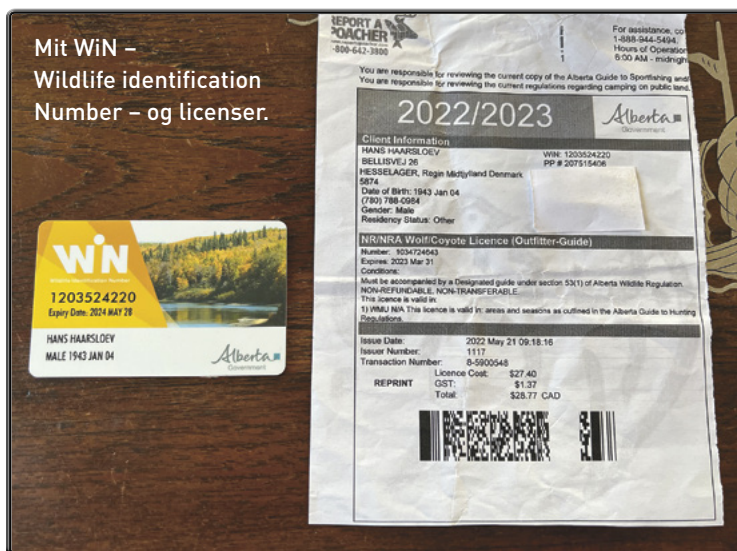 Mit WiN –
Wildlife identification
Number – og licenser.
WiN
Wildlife Identification Number
1203524220
Expiry Date: 2024 MAY 28
HANS HAARSLOEV
MALE 1943 JAN 04
Alberta
Government
REPORT A
POACHER
-800-642-3800
For assistance, co
1-888-944-5494.
Hours of Operation
6:00 AM - midnigh
You are responsible for reviewing the current copy of the Alberta Guide to Sportfishing and/
You are responsible for reviewing the current regulations regarding camping on public land.
2022/2023
Alberta
Government
Client Information
HANS HAARSLOEV WIN: 1203524220
BELLISVEJ 26 PP # 207515406
HESSELAGER, Regin Midtjylland Denmark
5874
Date of Birth: 1943 Jan 04
(780) 788-0984
Gender: Male
Residency Status: Other
NR/NRA Wolf/Coyote Licence (Outfitter-Guide)
Number: 1034724643
Expires: 2023 Mar 31
Conditions:
Must be accompanied by a Designated guide under section 53(1) of Alberta Wildlife Regulation.
NON-REFUNDABLE. NON-TRANSFERABLE.
This licence is valid in:
1) WMU N/A This licence is valid in: areas and seasons as outlined in the Alberta Guide to Hunting
Regulations.
Issue Date: 2022 May 21 09:18:16
Issuer Number: 1117
Transaction Number: 8-5900548
Licence Cost: $27.40
REPRINT GST: $1.37
Total: $28.77 CAD